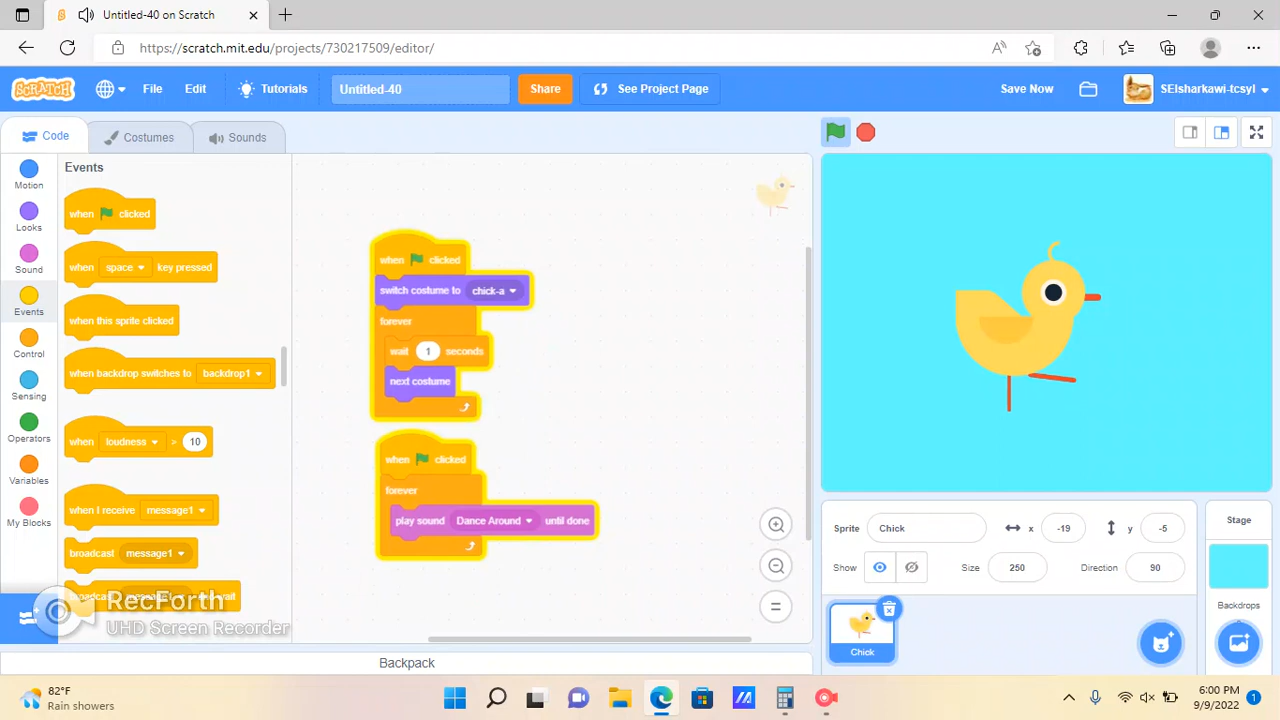 Untitled-40 on Scratch
https://scratch.mit.edu/projects/730217509/editor/
SCRATCH
File
Edit
Tutorials
Untitled-40
Share
See Project Page
Save Now
SElsharkawi-tcsyl
Code
Costumes
Sounds
Motion
Looks
Sound
Events
Control
Sensing
Operators
Variables
My Blocks
Events
when clicked
when space key pressed
when this sprite clicked
when backdrop switches to backdrop1
when loudness > 10
when I receive message1
broadcast message1
when clicked
switch costume to chick-a
forever
wait 1 seconds
next costume
when clicked
forever
play sound Dance Around until done
Sprite Chick x -19 y -5
Show Size 250 Direction 90
Chick
Stage
Backdrops
RecForth
UHD Screen Recorder
Backpack
82°F
Rain showers
6:00 PM
9/9/2022
1